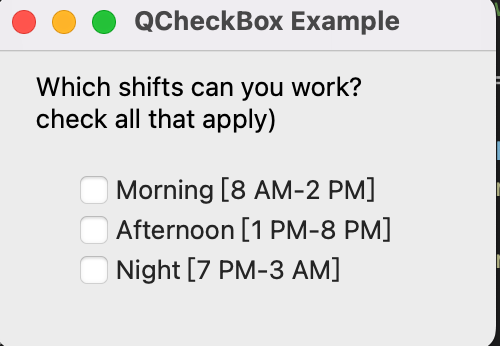 QCheckBox Example
Which shifts can you work?
check all that apply)
Morning [8 AM-2 PM]
Afternoon [1 PM-8 PM]
Night [7 PM-3 AM]